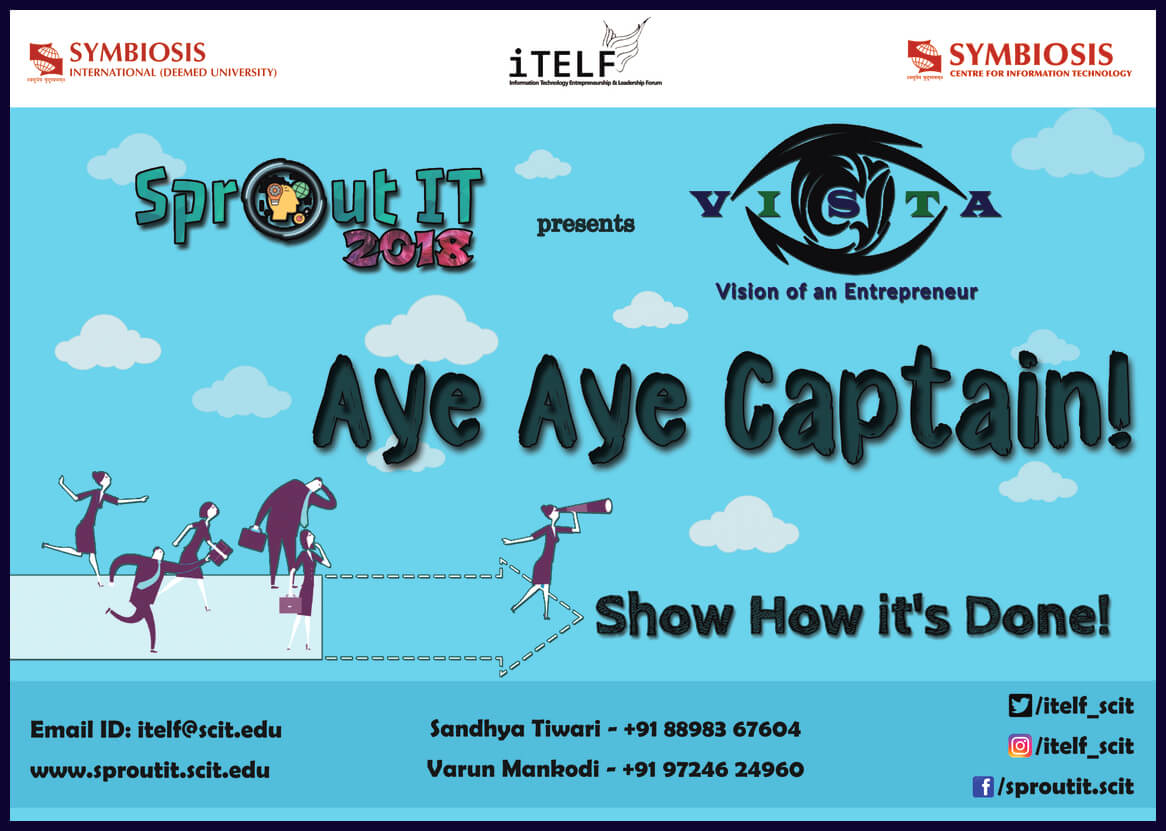 SYMBIOSIS
INTERNATIONAL (DEEMED UNIVERSITY)
iTELF
Information Technology Entrepreneurship & Leadership Forum
SYMBIOSIS
CENTRE FOR INFORMATION TECHNOLOGY
Sprout IT
2018
presents
VISTA
Vision of an Entrepreneur
Aye Aye Captain!
Show How it's Done!
Email ID: itelf@scit.edu
www.sproutit.scit.edu
Sandhya Tiwari - +91 88983 67604
Varun Mankodi - +91 97246 24960
/itelf_scit
/itelf_scit
/sproutit.scit